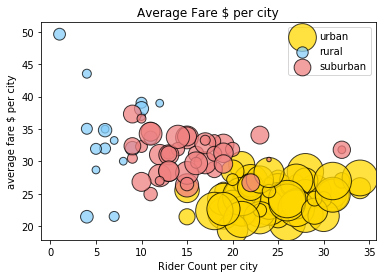 Average Fare $ per city
urban
rural
suburban
average fare $ per city
50
45
40
35
30
25
20
0
5
10
15
20
25
30
35
Rider Count per city